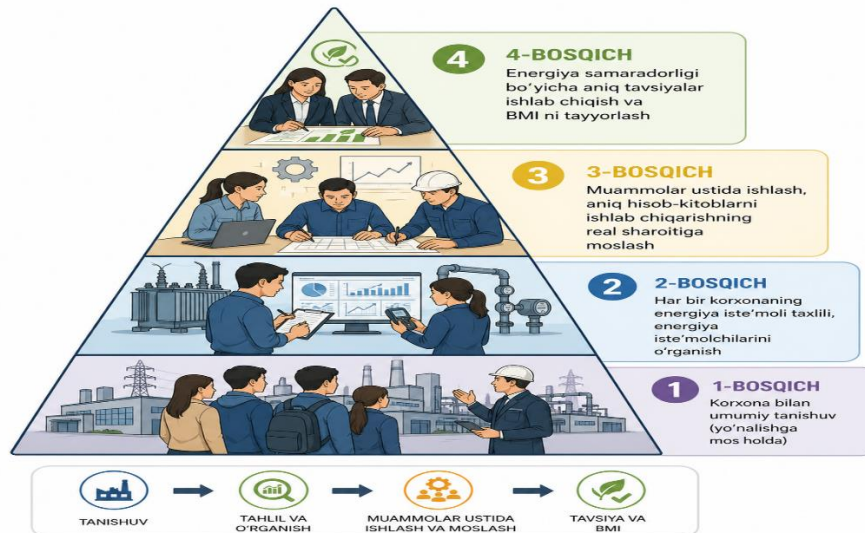 4
4-BOSQICH
Energiya samaradorligi
bo'yicha aniq tavsiyalar
ishlab chiqish va
BMI ni tayyorlash
3
3-BOSQICH
Muammolar ustida ishlash,
aniq hisob-kitoblarni
ishlab chiqarishning
real sharoitiga
moslash
2
2-BOSQICH
Har bir korxonaning
energiya iste'moli taxlili,
energiya
iste'molchilarini
o'rganish
1
1-BOSQICH
Korxona bilan
umumiy tanishuv
(yo'nalishga
mos holda)
TANISHUV
TAHLIL VA
O'RGANISH
MUAMMOLAR USTIDA
ISHLASH VA MOSLASH
TAVSIYA VA
BMI